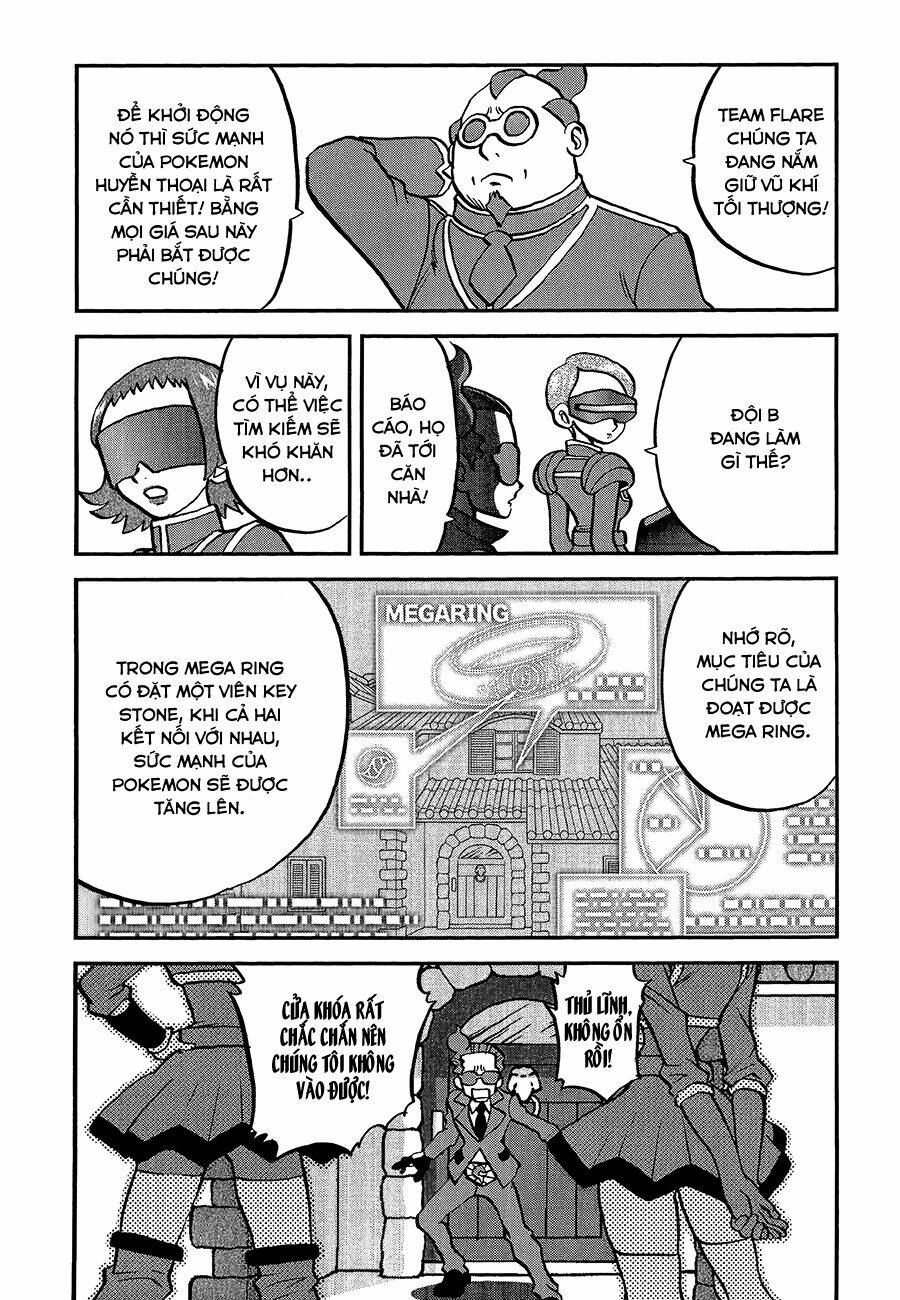 TEAM FLARE
CHÚNG TA
ĐANG NẮM
GIỮ VŨ KHÍ
TỐI THƯỢNG!
ĐỂ KHỞI ĐỘNG
NÓ THÌ SỨC MẠNH
CỦA POKEMON
HUYỀN THOẠI LÀ RẤT
CẦN THIẾT! BẰNG
MỌI GIÁ SAU NÀY
PHẢI BẮT ĐƯỢC
CHÚNG!
ĐỘI B
ĐANG LÀM
GÌ THẾ?
BÁO
CÁO, HỌ
ĐÃ TỚI
CĂN
NHÀ!
VÌ VỤ NÀY,
CÓ THỂ VIỆC
TÌM KIẾM SẼ
KHÓ KHĂN
HƠN..
NHỚ RÕ,
MỤC TIÊU CỦA
CHÚNG TA LÀ
ĐOẠT ĐƯỢC
MEGA RING.
MEGARING
TRONG MEGA RING
CÓ ĐẶT MỘT VIÊN KEY
STONE, KHI CẢ HAI
KẾT NỐI VỚI NHAU,
SỨC MẠNH CỦA
POKEMON SẼ ĐƯỢC
TĂNG LÊN.
THỦ LĨNH,
KHÔNG ỔN
RỒI!
CỬA KHÓA RẤT
CHẮC CHẮN NÊN
CHÚNG TÔI KHÔNG
VÀO ĐƯỢC!